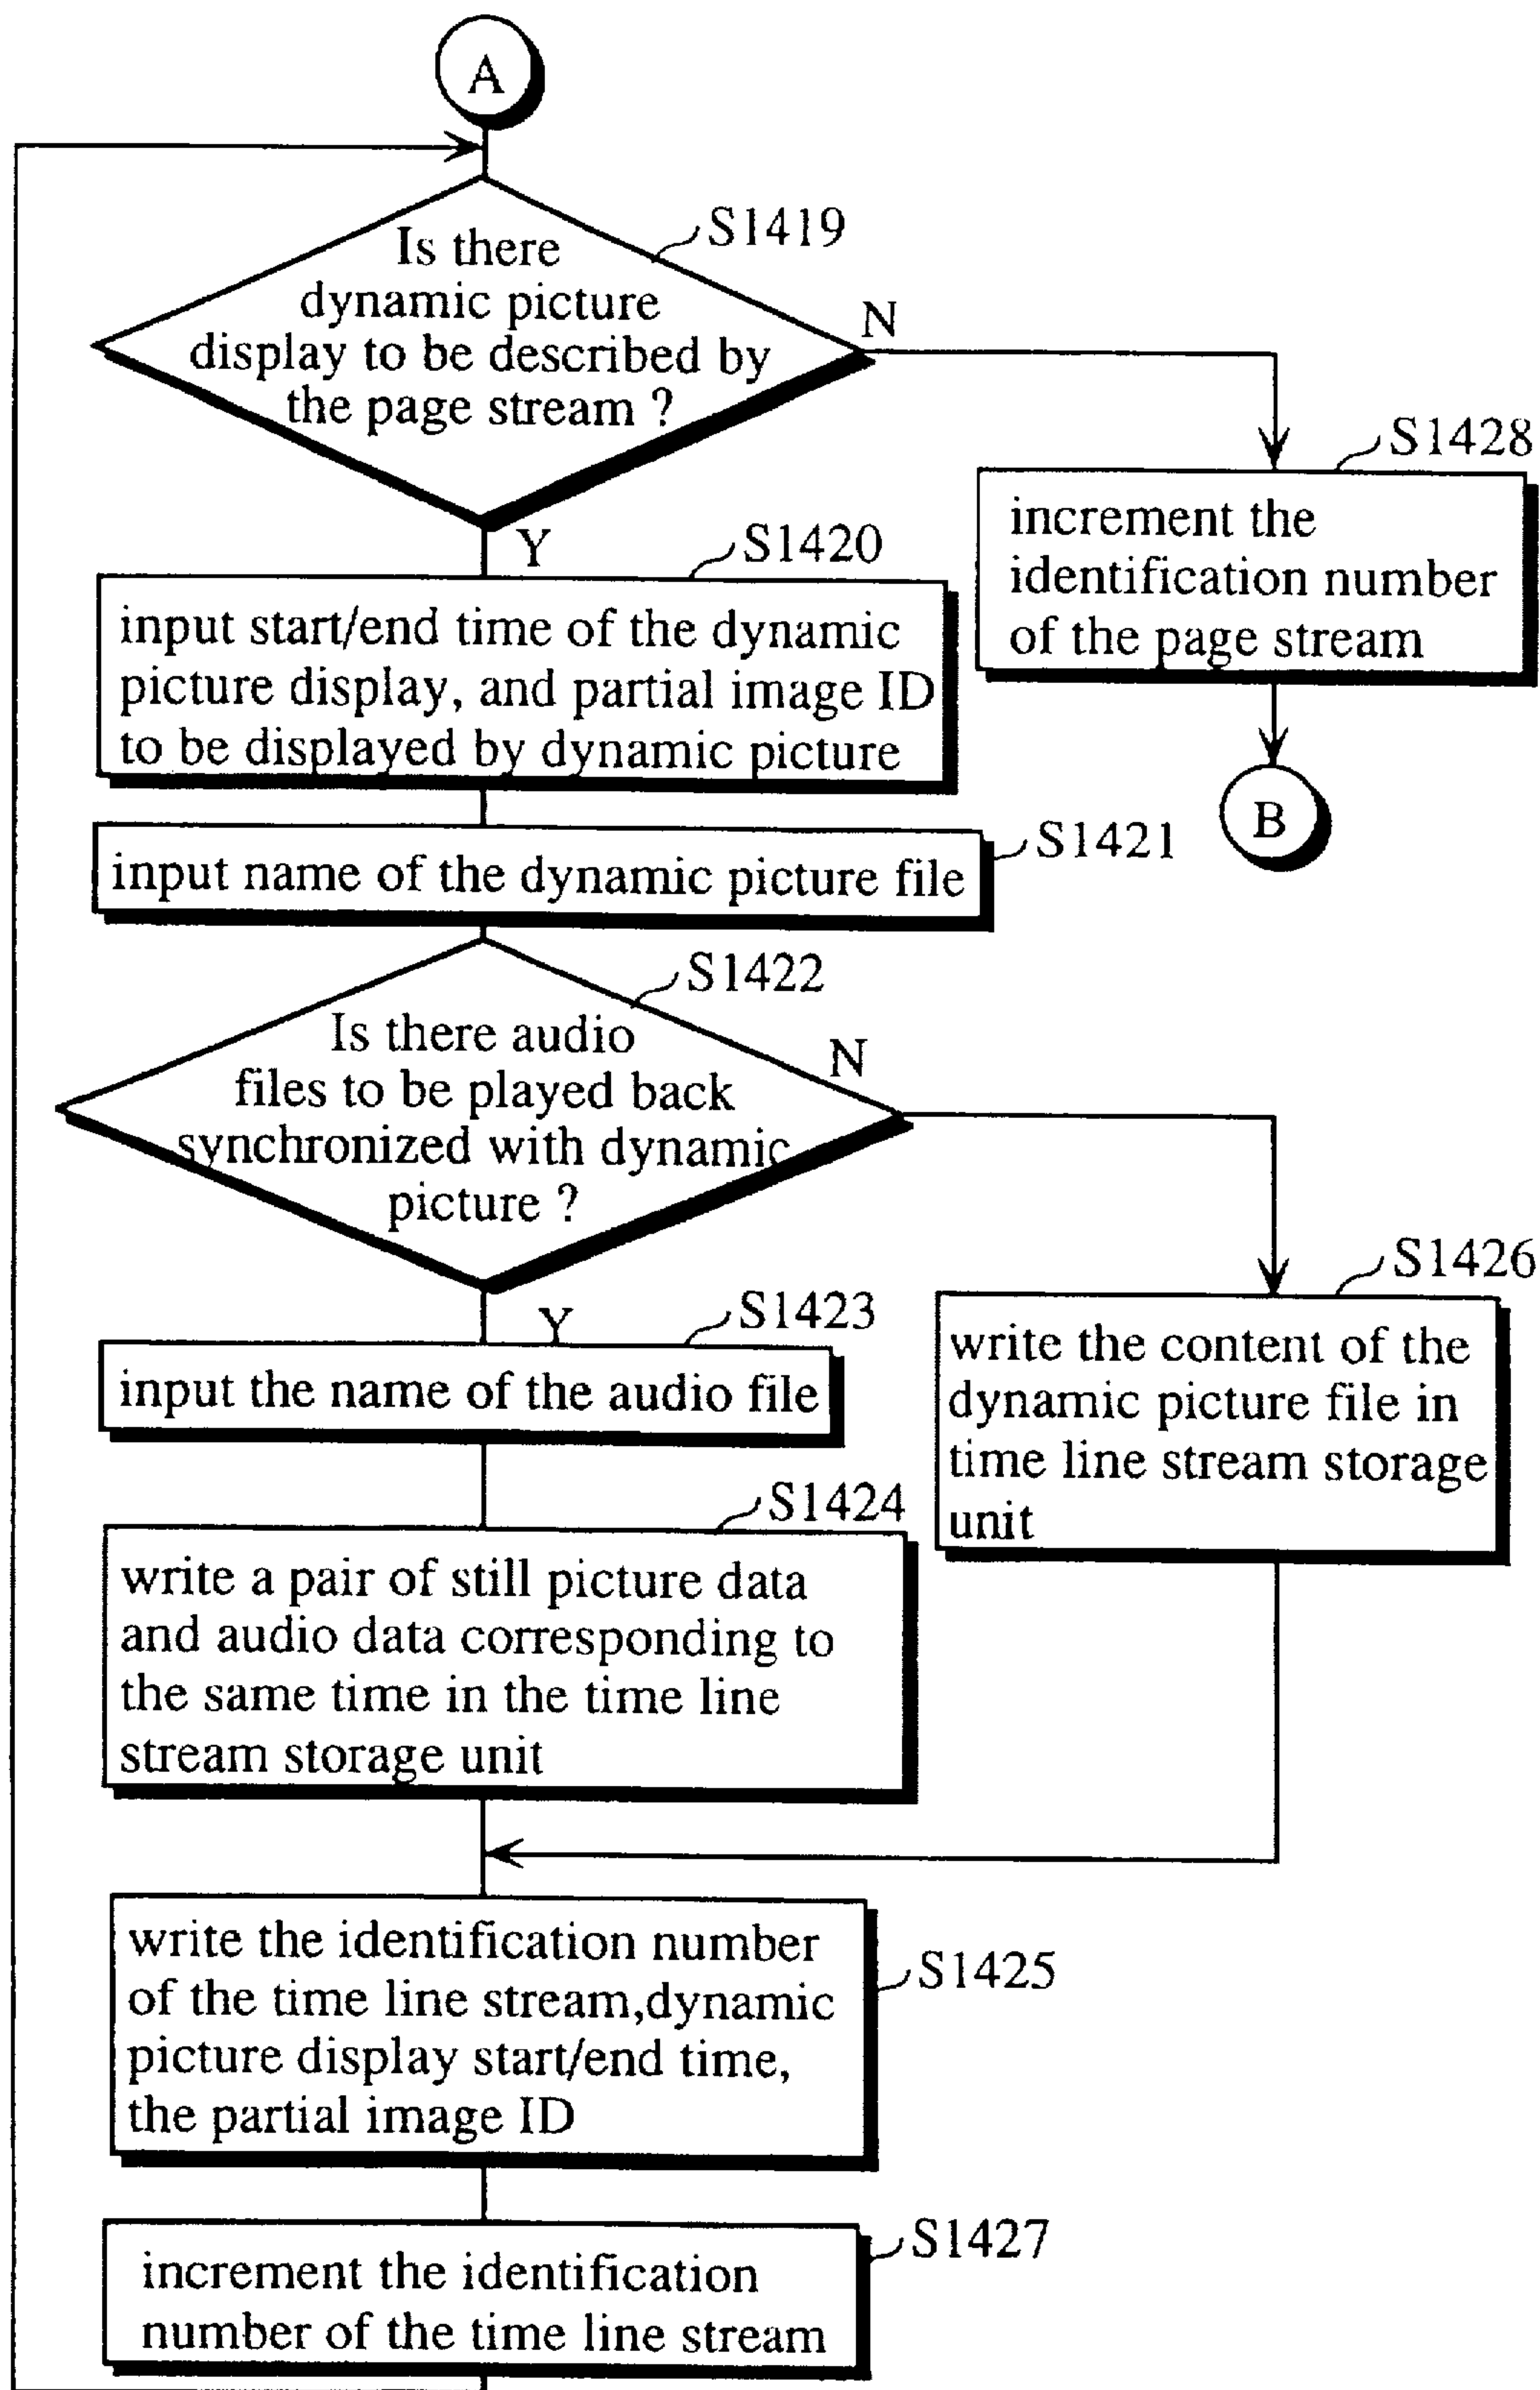 A
S1419
Is there
dynamic picture
display to be described by
the page stream ?
N
Y
S1428
increment the
identification number
of the page stream
B
S1420
input start/end time of the dynamic
picture display, and partial image ID
to be displayed by dynamic picture
S1421
input name of the dynamic picture file
S1422
Is there audio
files to be played back
synchronized with dynamic
picture ?
N
Y
S1426
write the content of the
dynamic picture file in
time line stream storage
unit
S1423
input the name of the audio file
S1424
write a pair of still picture data
and audio data corresponding to
the same time in the time line
stream storage unit
S1425
write the identification number
of the time line stream,dynamic
picture display start/end time,
the partial image ID
S1427
increment the identification
number of the time line stream